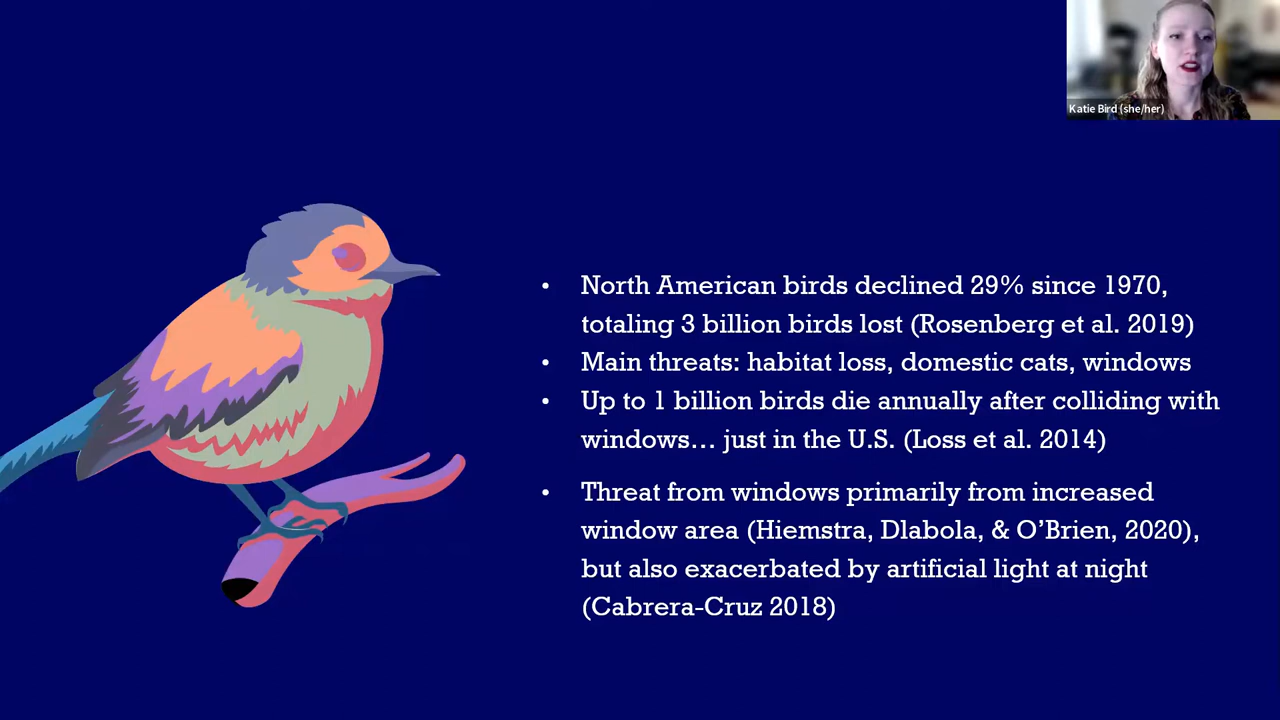 Katie Bird (she/her)
• North American birds declined 29% since 1970,
totaling 3 billion birds lost (Rosenberg et al. 2019)
• Main threats: habitat loss, domestic cats, windows
• Up to 1 billion birds die annually after colliding with
windows… just in the U.S. (Loss et al. 2014)
• Threat from windows primarily from increased
window area (Hiemstra, Dlabola, & O’Brien, 2020),
but also exacerbated by artificial light at night
(Cabrera-Cruz 2018)